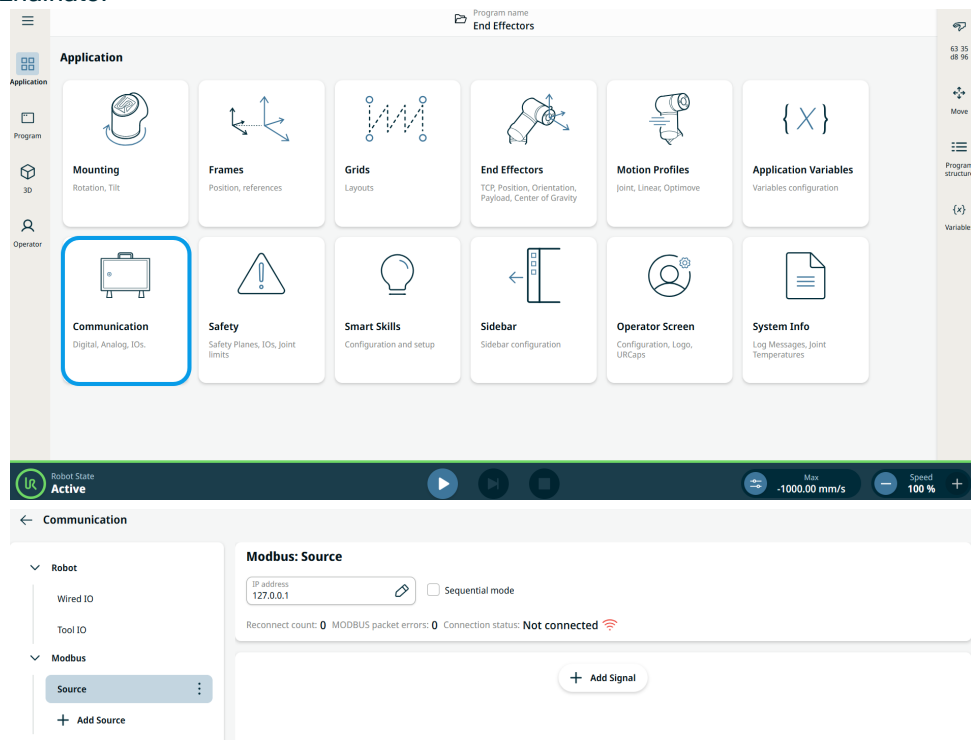 Program name
End Effectors
Application
Program
3D
Operator
63 35
d8 96
Move
Program
structure
{x}
Variable
Application
Mounting
Rotation, Tilt
Frames
Position, references
Grids
Layouts
End Effectors
TCP, Position, Orientation,
Payload, Center of Gravity
Motion Profiles
Joint, Linear, Optimove
{X}
Application Variables
Variables configuration
Communication
Digital, Analog, IOs.
Safety
Safety Planes, IOs, Joint
limits
Smart Skills
Configuration and setup
Sidebar
Sidebar configuration
Operator Screen
Configuration, Logo,
URCaps
System Info
Log Messages, Joint
Temperatures
UR
Robot State
Active
Max
-1000.00 mm/s
Speed
100 %
Communication
Robot
Wired IO
Tool IO
Modbus
Source
Add Source
Modbus: Source
IP address
127.0.0.1
Sequential mode
Reconnect count: 0 MODBUS packet errors: 0 Connection status: Not connected
Add Signal